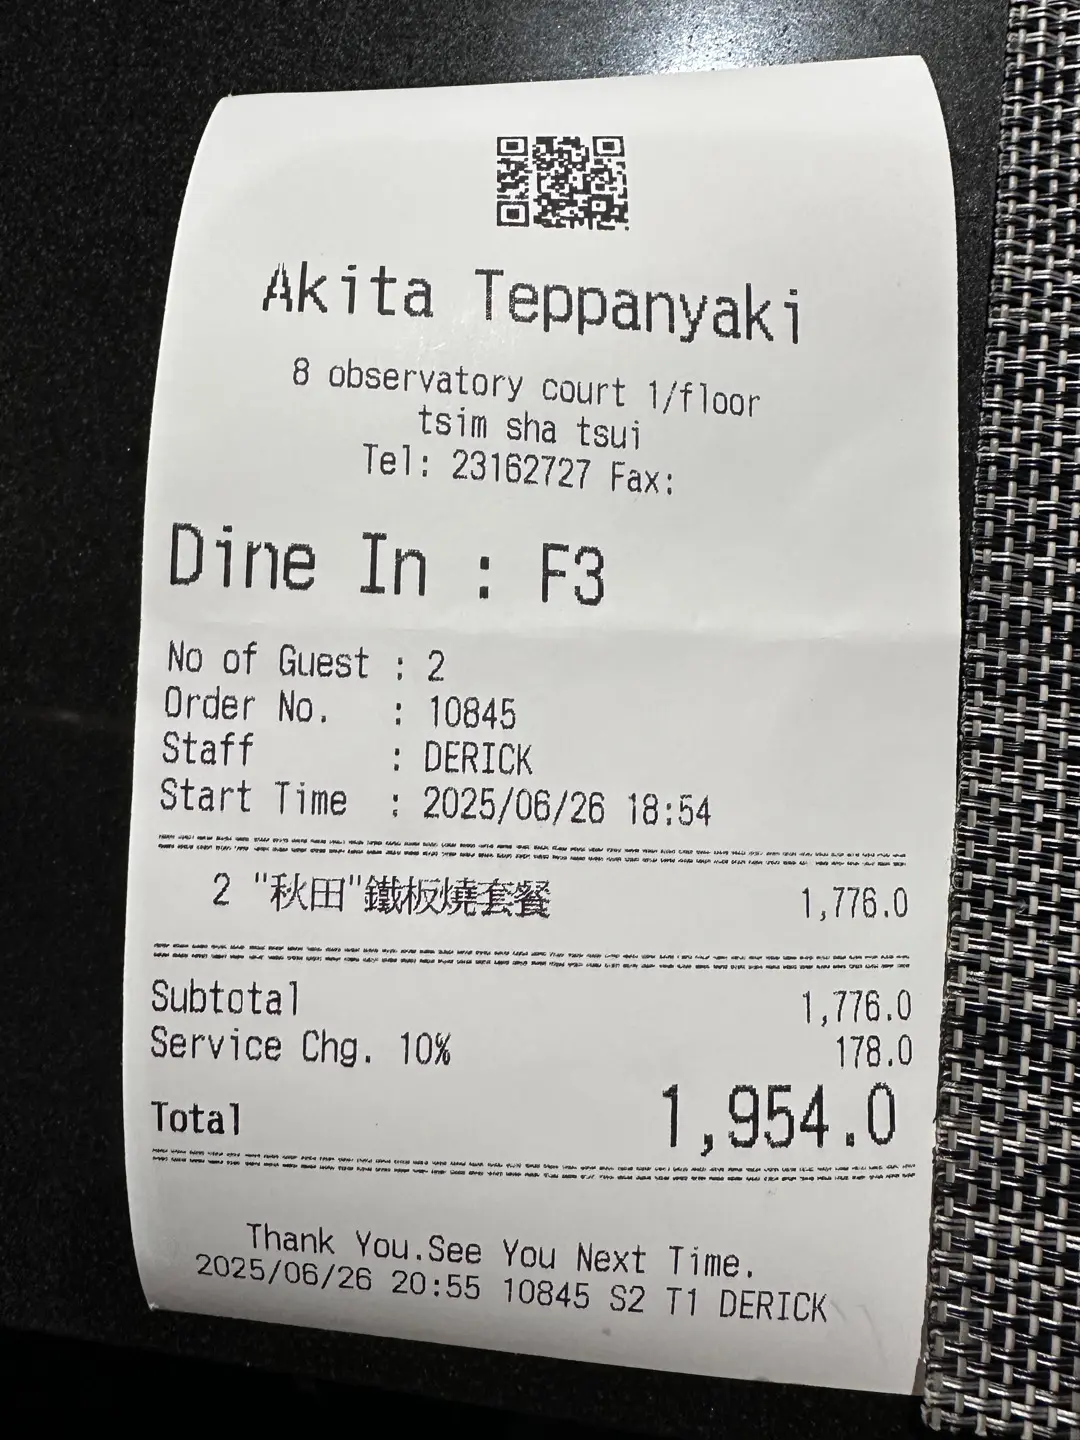 Akita Teppanyaki
8 observatory court 1/floor
tsim sha tsui
Tel: 23162727 Fax:
Dine In : F3
No of Guest : 2
Order No. : 10845
Staff : DERICK
Start Time : 2025/06/26 18:54
2 "秋田"鐵板燒套餐 1,776.0
Subtotal 1,776.0
Service Chg. 10% 178.0
Total 1,954.0
Thank You.See You Next Time.
2025/06/26 20:55 10845 S2 T1 DERICK